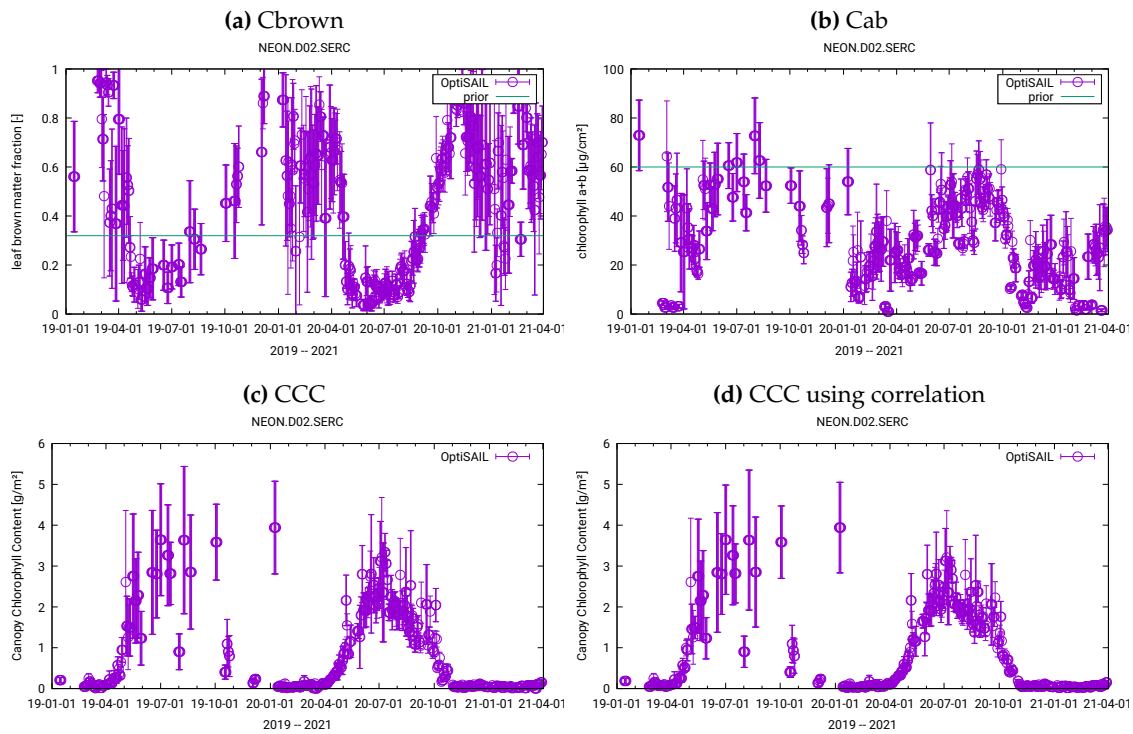 (a) Cbrown
NEON.D02.SERC
leaf brown matter fraction [-]
1
0.8
0.6
0.4
0.2
0
OptiSAIL
prior
19-01-01 19-04-01 19-07-01 19-10-01 20-01-01 20-04-01 20-07-01 20-10-01 21-01-01 21-04-01
2019 -- 2021
(b) Cab
NEON.D02.SERC
chlorophyll a+b [µg/cm²]
100
80
60
40
20
0
OptiSAIL
prior
19-01-01 19-04-01 19-07-01 19-10-01 20-01-01 20-04-01 20-07-01 20-10-01 21-01-01 21-04-01
2019 -- 2021
(c) CCC
NEON.D02.SERC
Canopy Chlorophyll Content [g/m²]
6
5
4
3
2
1
0
OptiSAIL
19-01-01 19-04-01 19-07-01 19-10-01 20-01-01 20-04-01 20-07-01 20-10-01 21-01-01 21-04-01
2019 -- 2021
(d) CCC using correlation
NEON.D02.SERC
Canopy Chlorophyll Content [g/m²]
6
5
4
3
2
1
0
OptiSAIL
19-01-01 19-04-01 19-07-01 19-10-01 20-01-01 20-04-01 20-07-01 20-10-01 21-01-01 21-04-01
2019 -- 2021